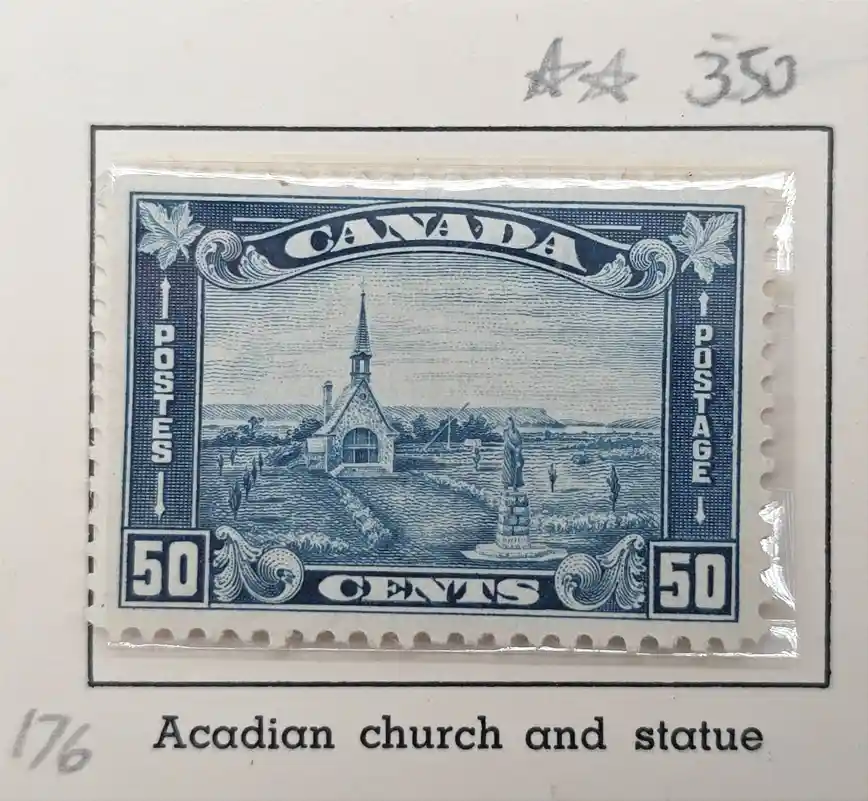 ☆☆ 350
CANADA
POSTES
POSTAGE
50 CENTS 50
176
Acadian church and statue